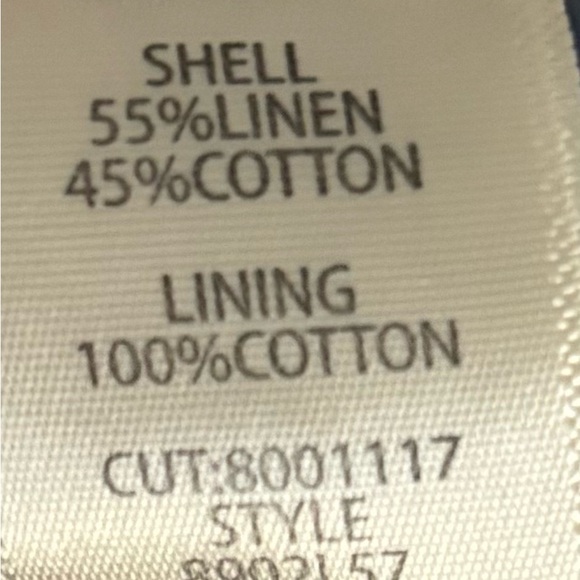 SHELL
55%LINEN
45%COTTON
LINING
100%COTTON
CUT:8001117
STYLE